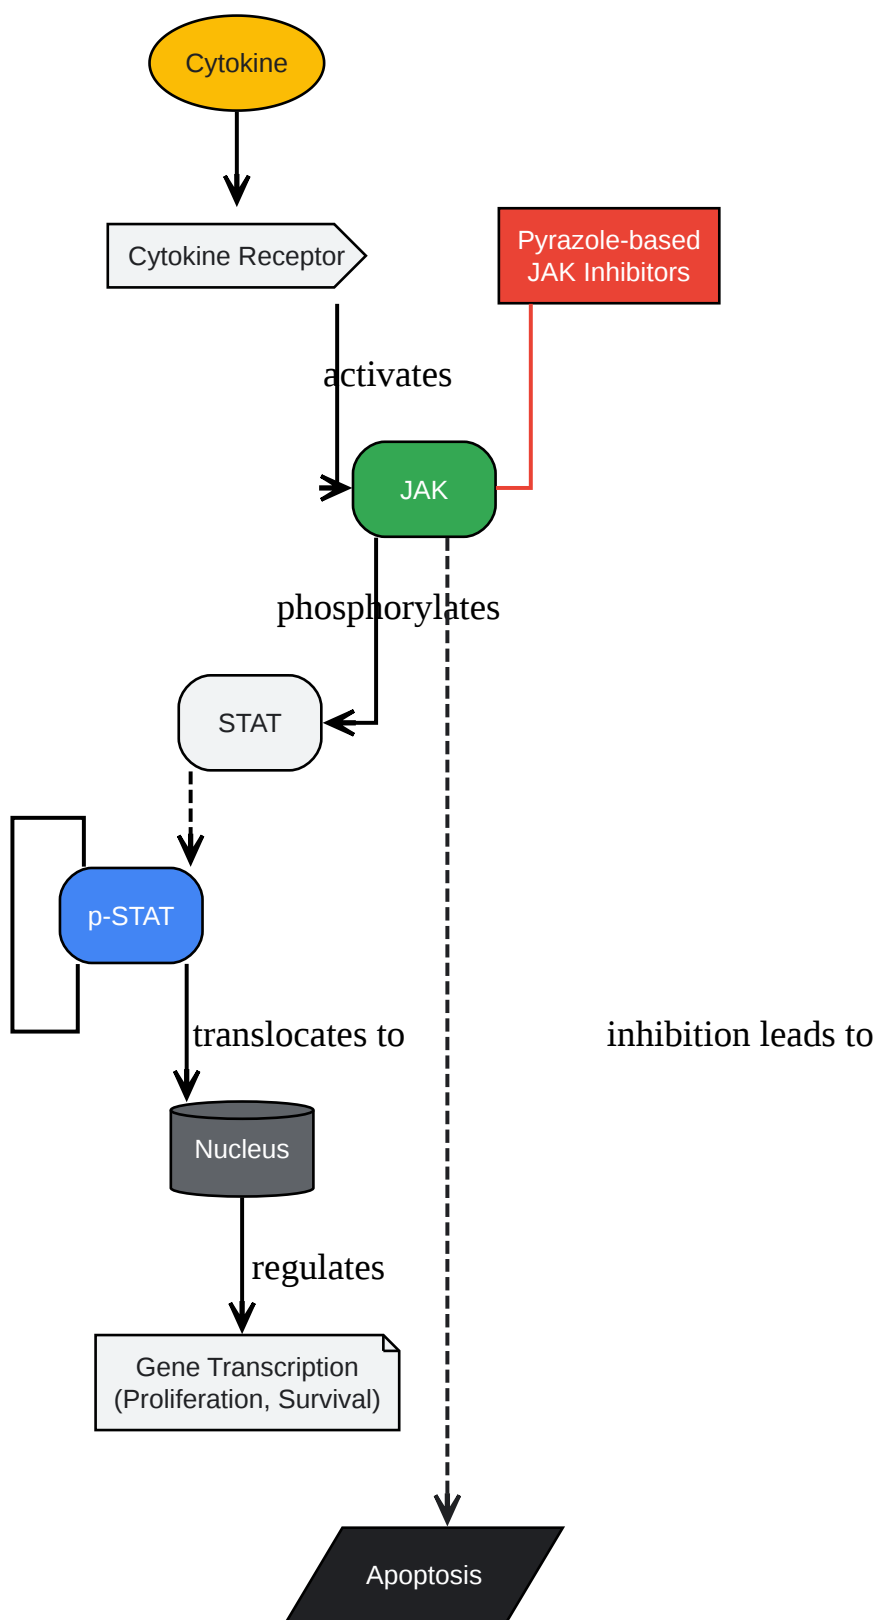 Cytokine
Cytokine Receptor
Pyrazole-based
JAK Inhibitors
activates
JAK
phosphorylates
STAT
p-STAT
translocates to
inhibition leads to
Nucleus
regulates
Gene Transcription
(Proliferation, Survival)
Apoptosis